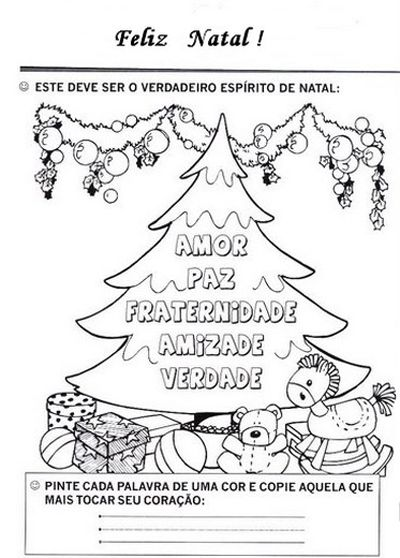 Feliz Natal !
ESTE DEVE SER O VERDADEIRO ESPÍRITO DE NATAL:
AMOR
PAZ
FRATERNIDADE
AMIZADE
VERDADE
PINTE CADA PALAVRA DE UMA COR E COPIE AQUELA QUE
MAIS TOCAR SEU CORAÇÃO: